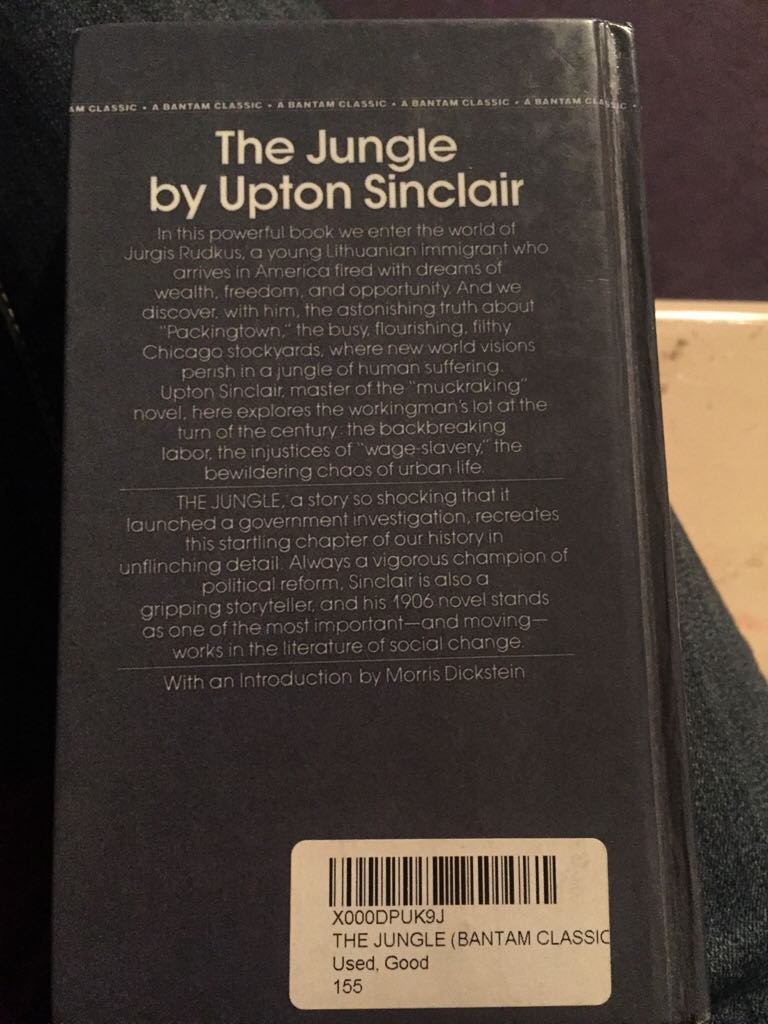 AM CLASSIC • A BANTAM CLASSIC • A BANTAM CLASSIC • A BANTAM CLASSIC • A BANTAM CLASSIC •
The Jungle
by Upton Sinclair
In this powerful book we enter the world of
Jurgis Rudkus, a young Lithuanian immigrant who
arrives in America fired with dreams of
wealth, freedom, and opportunity. And we
discover, with him, the astonishing truth about
"Packingtown," the busy, flourishing, filthy
Chicago stockyards, where new world visions
perish in a jungle of human suffering.
Upton Sinclair, master of the "muckraking"
novel, here explores the workingman's lot at the
turn of the century: the backbreaking
labor, the injustices of "wage-slavery," the
bewildering chaos of urban life.
THE JUNGLE, a story so shocking that it
launched a government investigation, recreates
this startling chapter of our history in
unflinching detail. Always a vigorous champion of
political reform, Sinclair is also a
gripping storyteller, and his 1906 novel stands
as one of the most important—and moving—
works in the literature of social change.
With an Introduction by Morris Dickstein
X000DPUK9J
THE JUNGLE (BANTAM CLASSIC
Used, Good
155